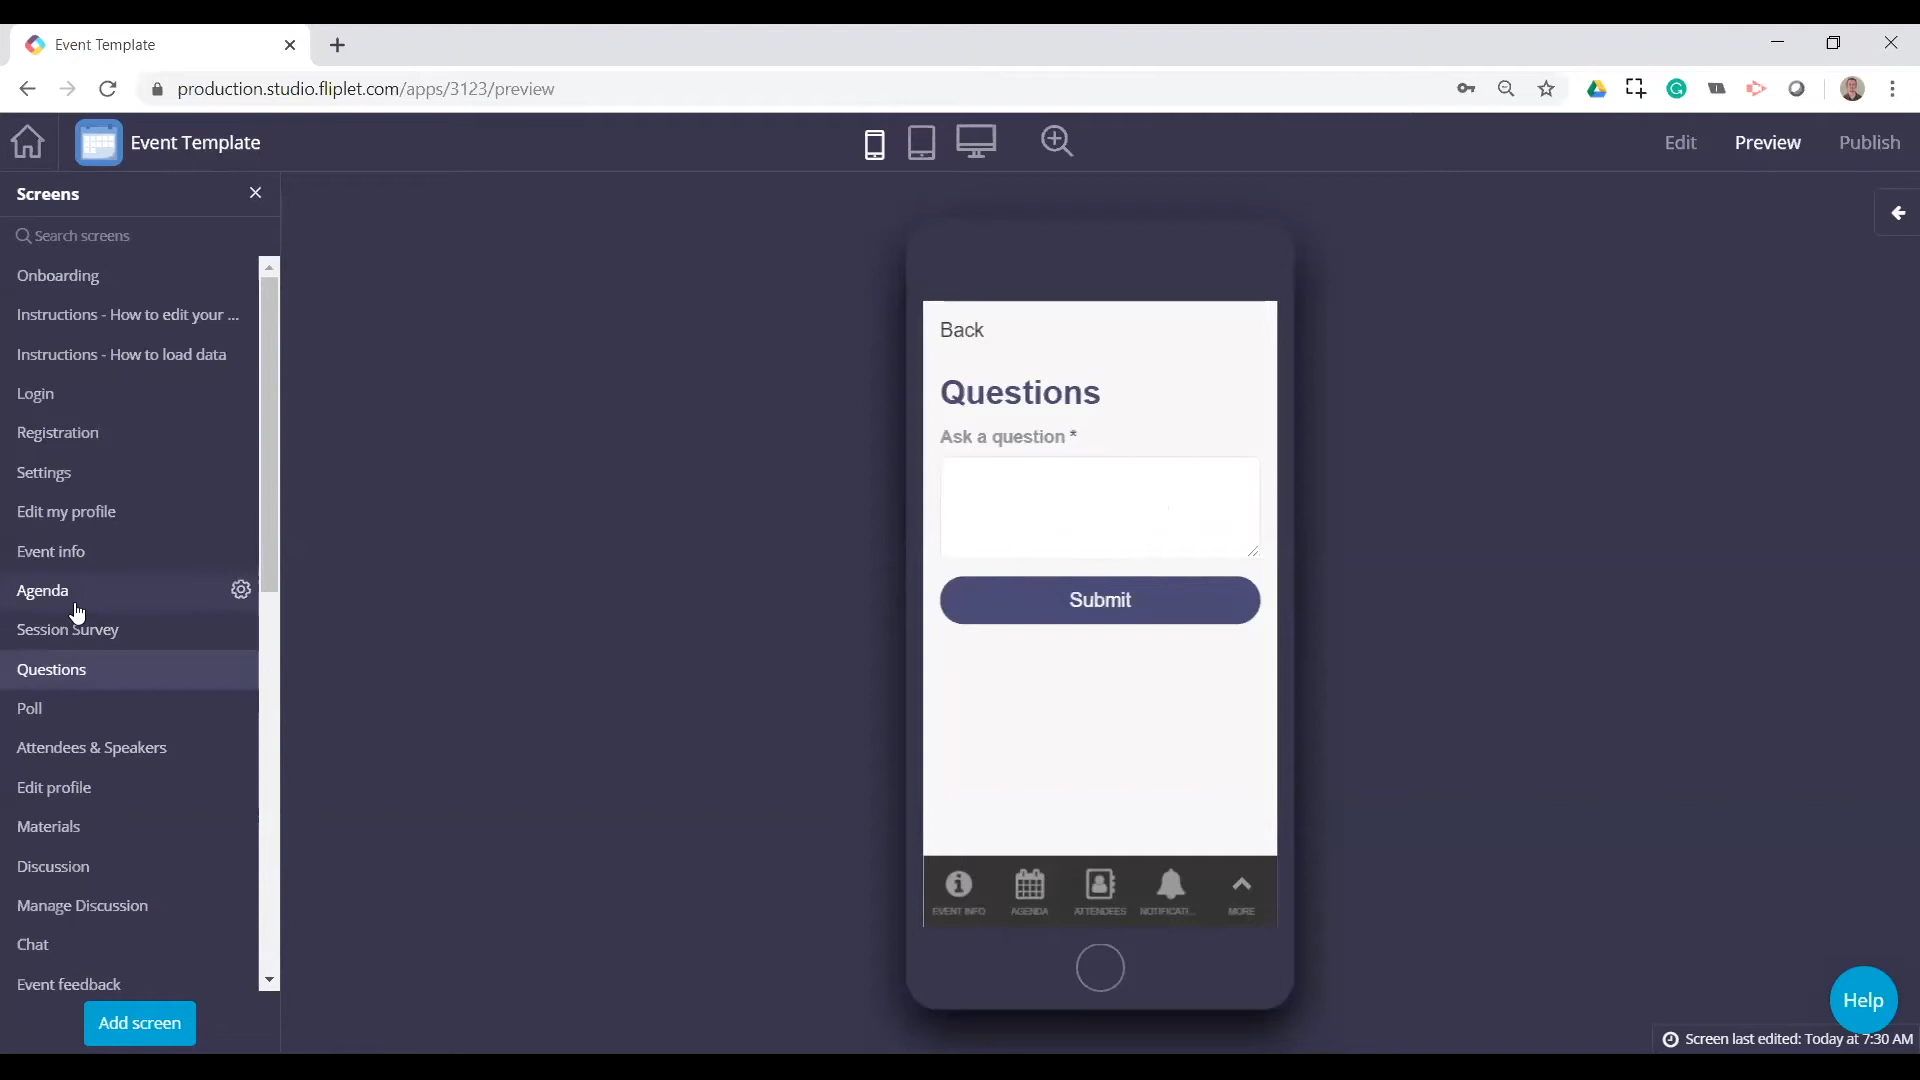 Event Template
production.studio.fliplet.com/apps/3123/preview
Event Template
Edit
Preview
Publish
Screens
Search screens
Onboarding
Instructions - How to edit your ...
Instructions - How to load data
Login
Registration
Settings
Edit my profile
Event info
Agenda
Session Survey
Questions
Poll
Attendees & Speakers
Edit profile
Materials
Discussion
Manage Discussion
Chat
Event feedback
Add screen
Back
Questions
Ask a question *
Submit
EVENT INFO
AGENDA
ATTENDEES
NOTIFICATI...
MORE
Help
Screen last edited: Today at 7:30 AM